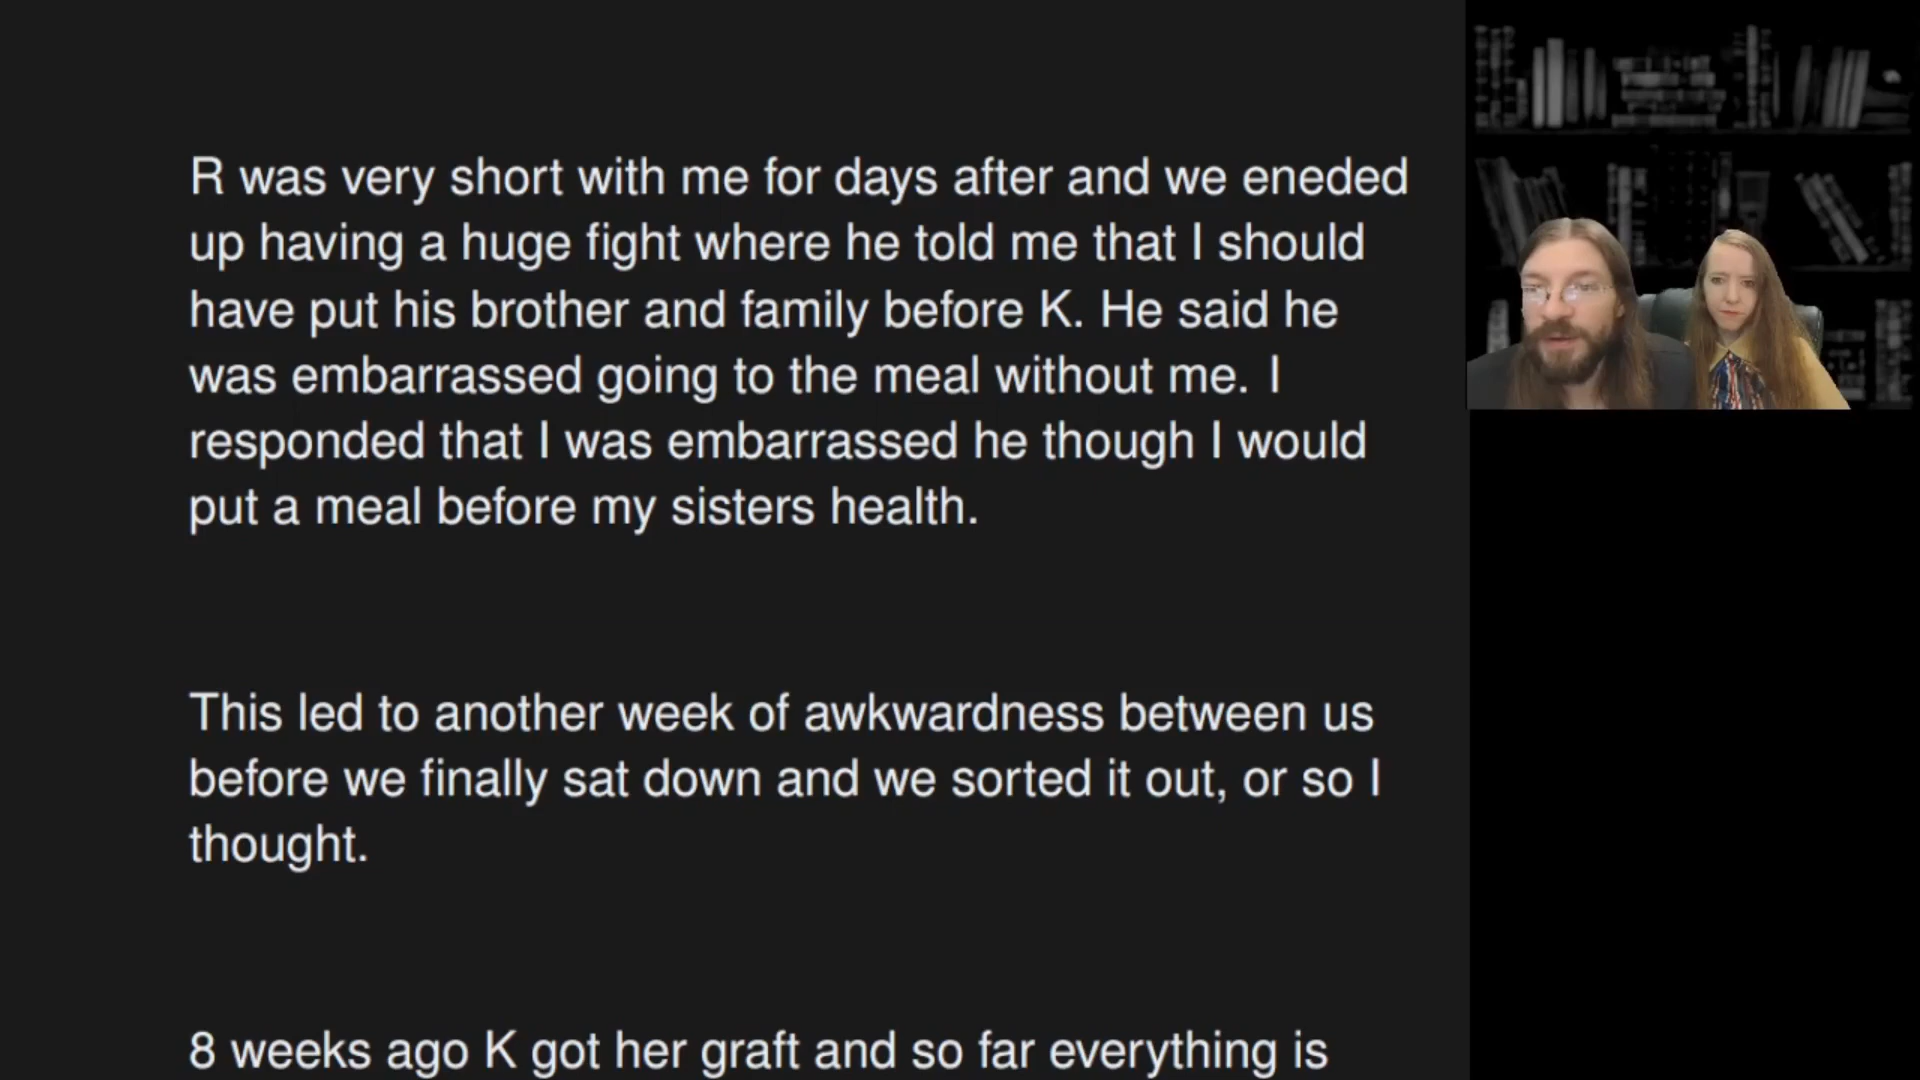 R was very short with me for days after and we eneded
up having a huge fight where he told me that I should
have put his brother and family before K. He said he
was embarrassed going to the meal without me. I
responded that I was embarrassed he though I would
put a meal before my sisters health.
This led to another week of awkwardness between us
before we finally sat down and we sorted it out, or so I
thought.
8 weeks ago K got her graft and so far everything is